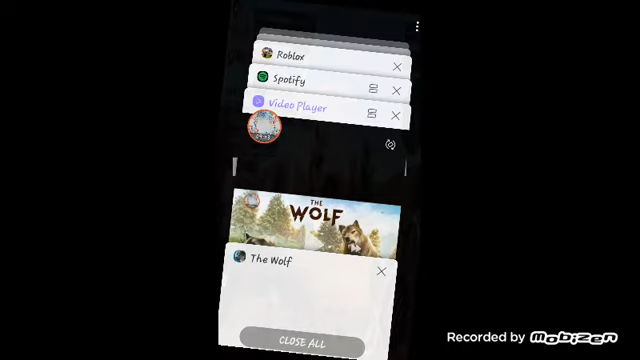 Roblox
Spotify
Video Player
THE
WOLF
The Wolf
CLOSE ALL
Recorded by mobizen